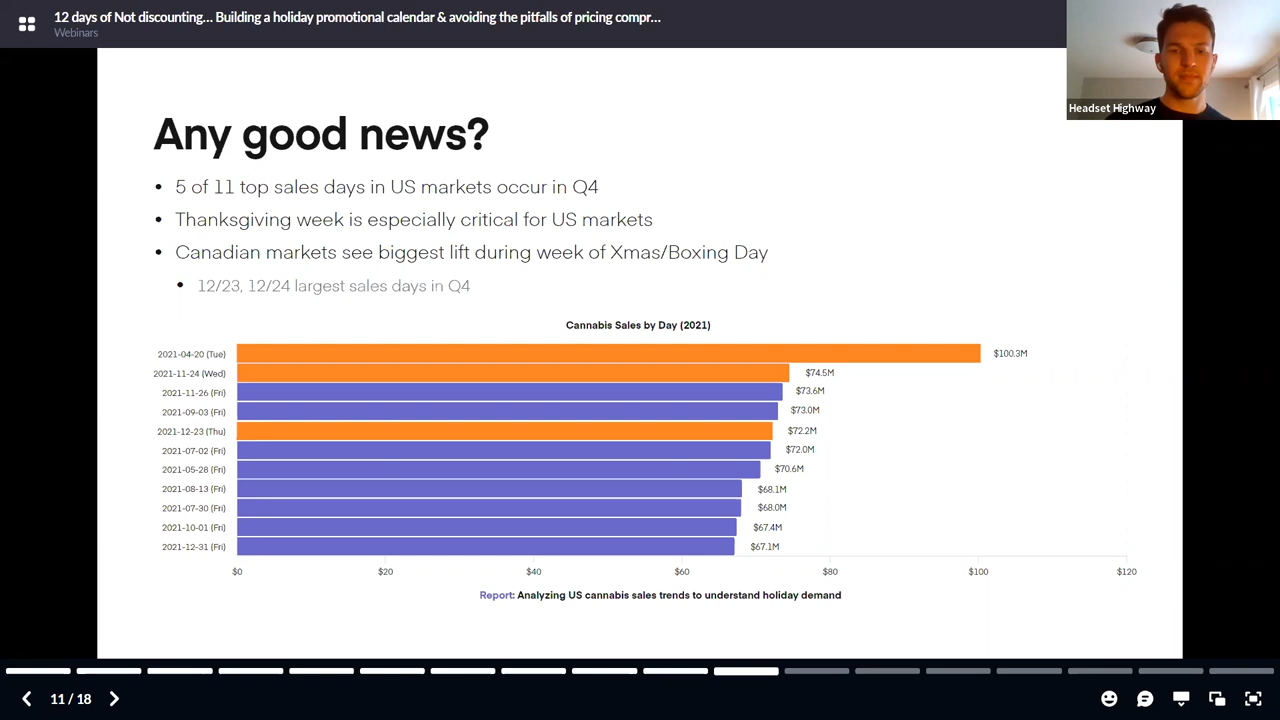 12 days of Not discounting... Building a holiday promotional calendar & avoiding the pitfalls of pricing compr...
Webinars
Headset Highway
Any good news?
• 5 of 11 top sales days in US markets occur in Q4
• Thanksgiving week is especially critical for US markets
• Canadian markets see biggest lift during week of Xmas/Boxing Day
• 12/23, 12/24 largest sales days in Q4
Cannabis Sales by Day (2021)
2021-04-20 (Tue) $100.3M
2021-11-24 (Wed) $74.5M
2021-11-26 (Fri) $73.6M
2021-09-03 (Fri) $73.0M
2021-12-23 (Thu) $72.2M
2021-07-02 (Fri) $72.0M
2021-05-28 (Fri) $70.6M
2021-08-13 (Fri) $68.1M
2021-07-30 (Fri) $68.0M
2021-10-01 (Fri) $67.4M
2021-12-31 (Fri) $67.1M
$0 $20 $40 $60 $80 $100 $120
Report: Analyzing US cannabis sales trends to understand holiday demand
11 / 18